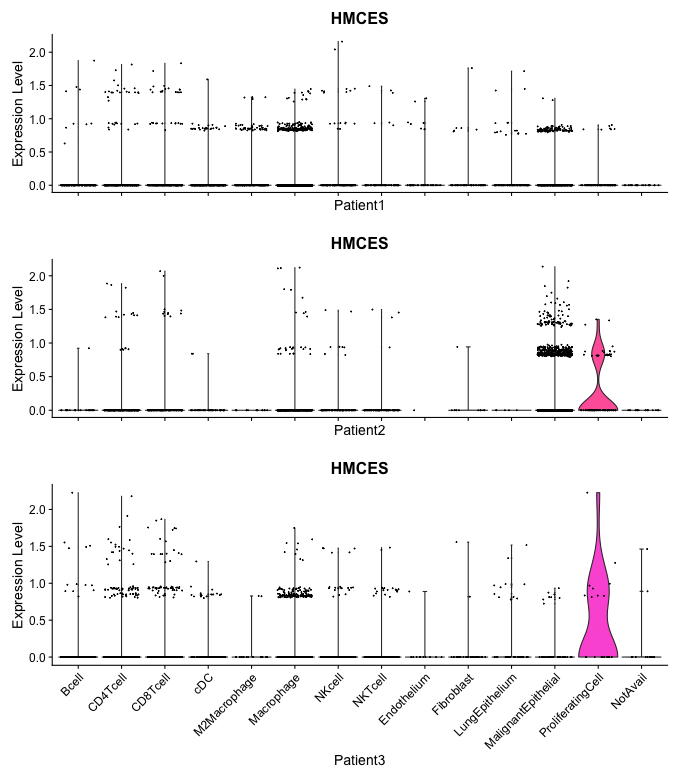 HMCES
Expression Level
2.0
1.5
1.0
0.5
0.0
Patient1
HMCES
Expression Level
2.0
1.5
1.0
0.5
0.0
Patient2
HMCES
Expression Level
2.0
1.5
1.0
0.5
0.0
Bcell
CD4Tcell
CD8Tcell
cDC
M2Macrophage
Macrophage
NKcell
NKTcell
Endothelium
Fibroblast
LungEpithelium
MalignantEpithelial
ProliferatingCell
NotAvail
Patient3